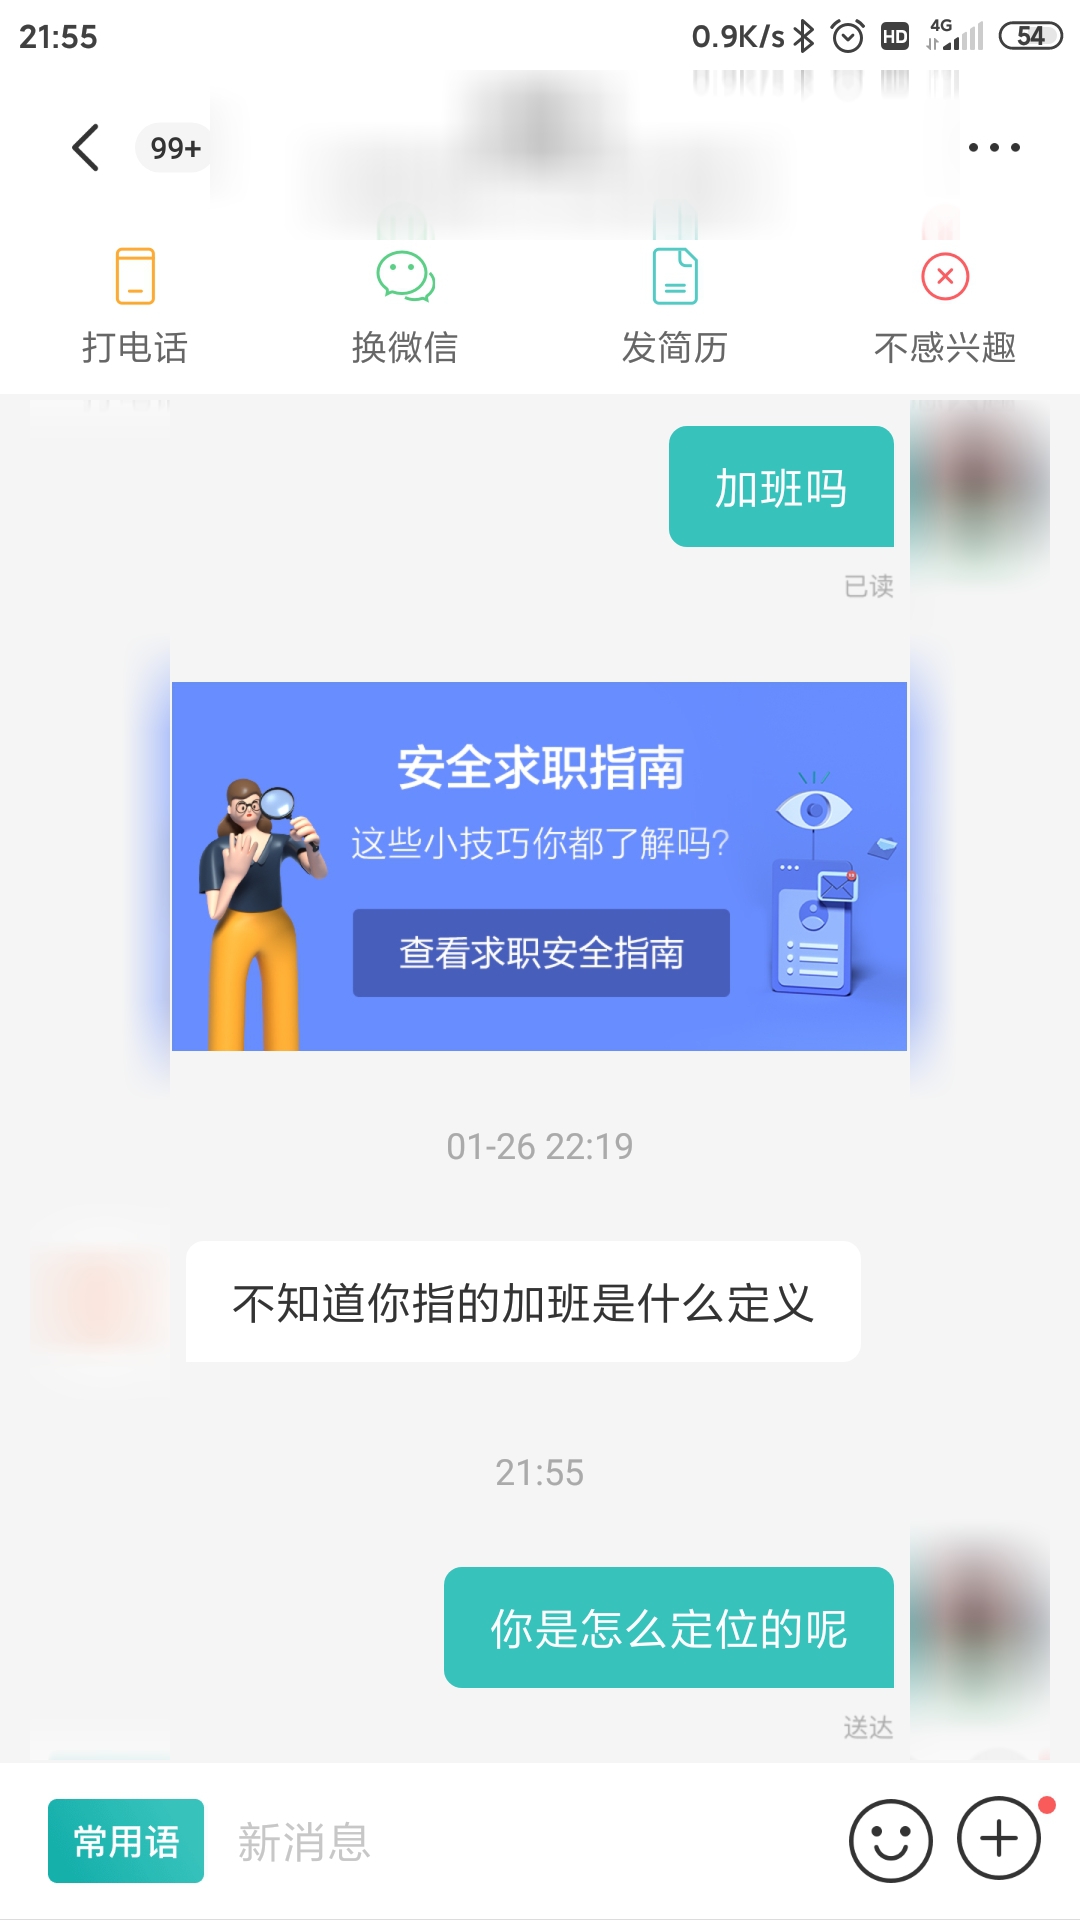 21:55
0.9K/s HD 4G 54
99+
打电话
换微信
发简历
不感兴趣
加班吗
已读
安全求职指南
这些小技巧你都了解吗?
查看求职安全指南
01-26 22:19
不知道你指的加班是什么定义
21:55
你是怎么定位的呢
送达
常用语
新消息